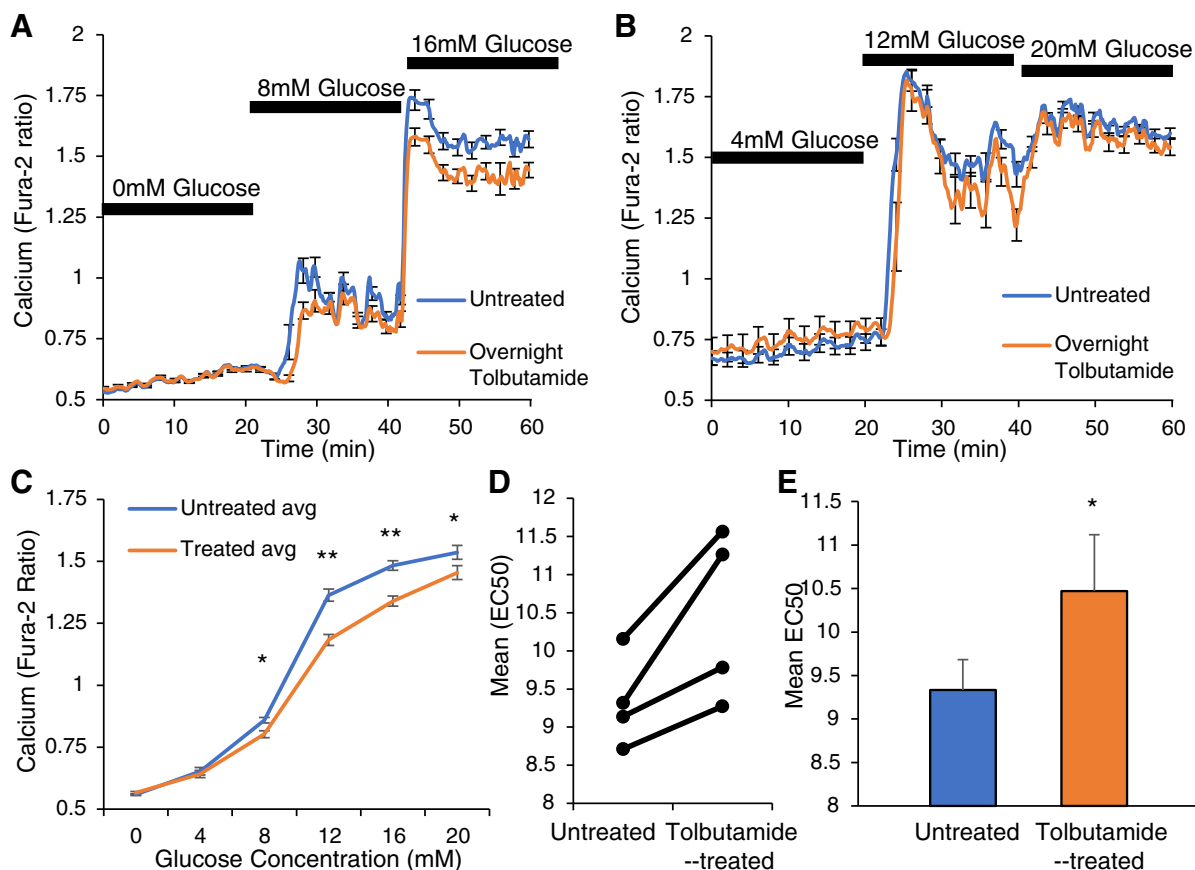 A
Calcium (Fura-2 ratio)
2
1.75
1.5
1.25
1
0.75
0.5
0mM Glucose
8mM Glucose
16mM Glucose
Untreated
Overnight
Tolbutamide
0 10 20 30 40 50 60
Time (min)
B
Calcium (Fura-2 ratio)
2
1.75
1.5
1.25
1
0.75
0.5
4mM Glucose
12mM Glucose
20mM Glucose
Untreated
Overnight
Tolbutamide
0 10 20 30 40 50 60
Time (min)
C
Calcium (Fura-2 Ratio)
1.75
1.5
1.25
1
0.75
0.5
Untreated avg
Treated avg
* ** ** *
0 4 8 12 16 20
Glucose Concentration (mM)
D
Mean (EC50)
12
11.5
11
10.5
10
9.5
9
8.5
8
Untreated Tolbutamide
--treated
E
Mean EC50
11.5
11
10.5
10
9.5
9
8.5
8
*
Untreated Tolbutamide
--treated